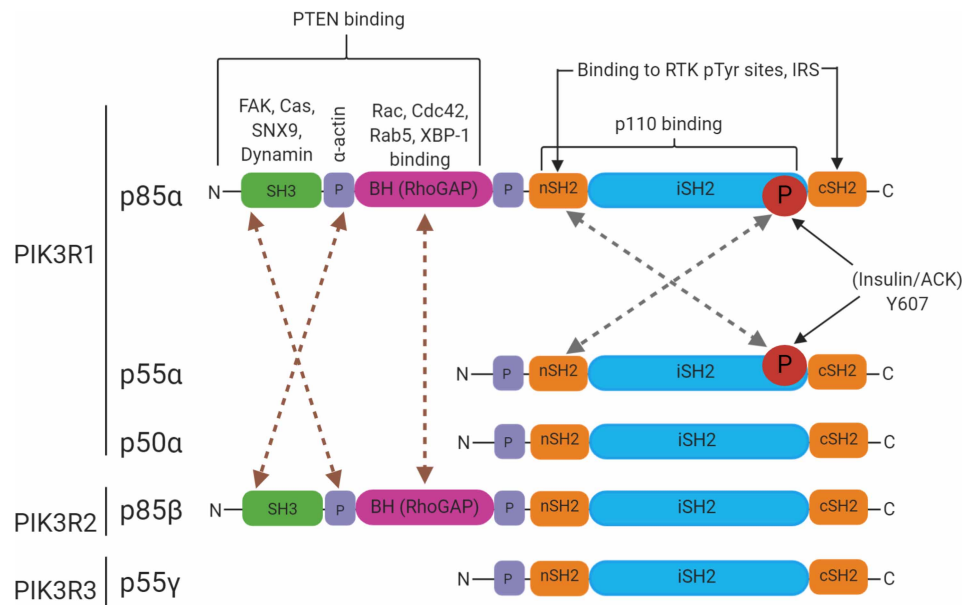 PTEN binding
Binding to RTK pTyr sites, IRS
FAK, Cas,
SNX9,
Dynamin
α-actin
Rac, Cdc42,
Rab5, XBP-1
binding
p110 binding
PIK3R1
p85α
N
SH3
P
BH (RhoGAP)
P
nSH2
iSH2
P
cSH2
C
(Insulin/ACK)
Y607
p55α
N
P
nSH2
iSH2
P
cSH2
C
p50α
N
P
nSH2
iSH2
cSH2
C
PIK3R2
p85β
N
SH3
P
BH (RhoGAP)
P
nSH2
iSH2
cSH2
C
PIK3R3
p55γ
N
P
nSH2
iSH2
cSH2
C